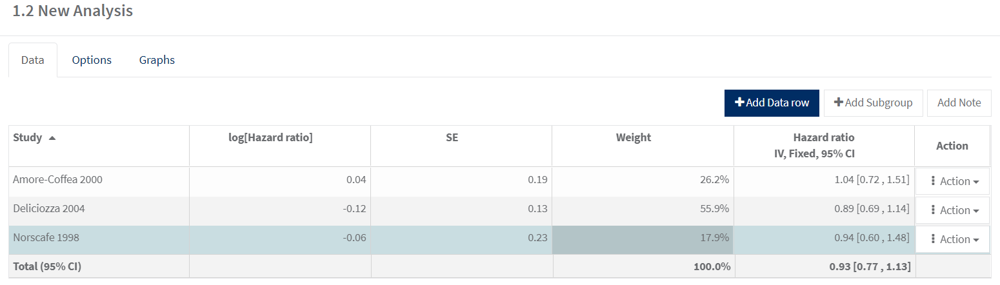 1.2 New Analysis
Data Options Graphs
Add Data row Add Subgroup Add Note
Study log[Hazard ratio] SE Weight Hazard ratio
IV, Fixed, 95% CI Action
Amore-Coffea 2000 0.04 0.19 26.2% 1.04 [0.72 , 1.51] Action
Deliciozza 2004 -0.12 0.13 55.9% 0.89 [0.69 , 1.14] Action
Norscafe 1998 -0.06 0.23 17.9% 0.94 [0.60 , 1.48] Action
Total (95% CI) 100.0% 0.93 [0.77 , 1.13]